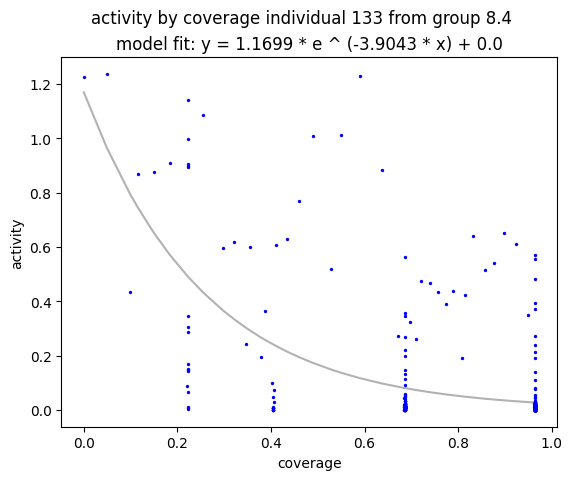 activity by coverage individual 133 from group 8.4
model fit: y = 1.1699 * e ^ (-3.9043 * x) + 0.0
1.2
1.0
0.8
0.6
0.4
0.2
0.0
activity
0.0 0.2 0.4 0.6 0.8 1.0
coverage